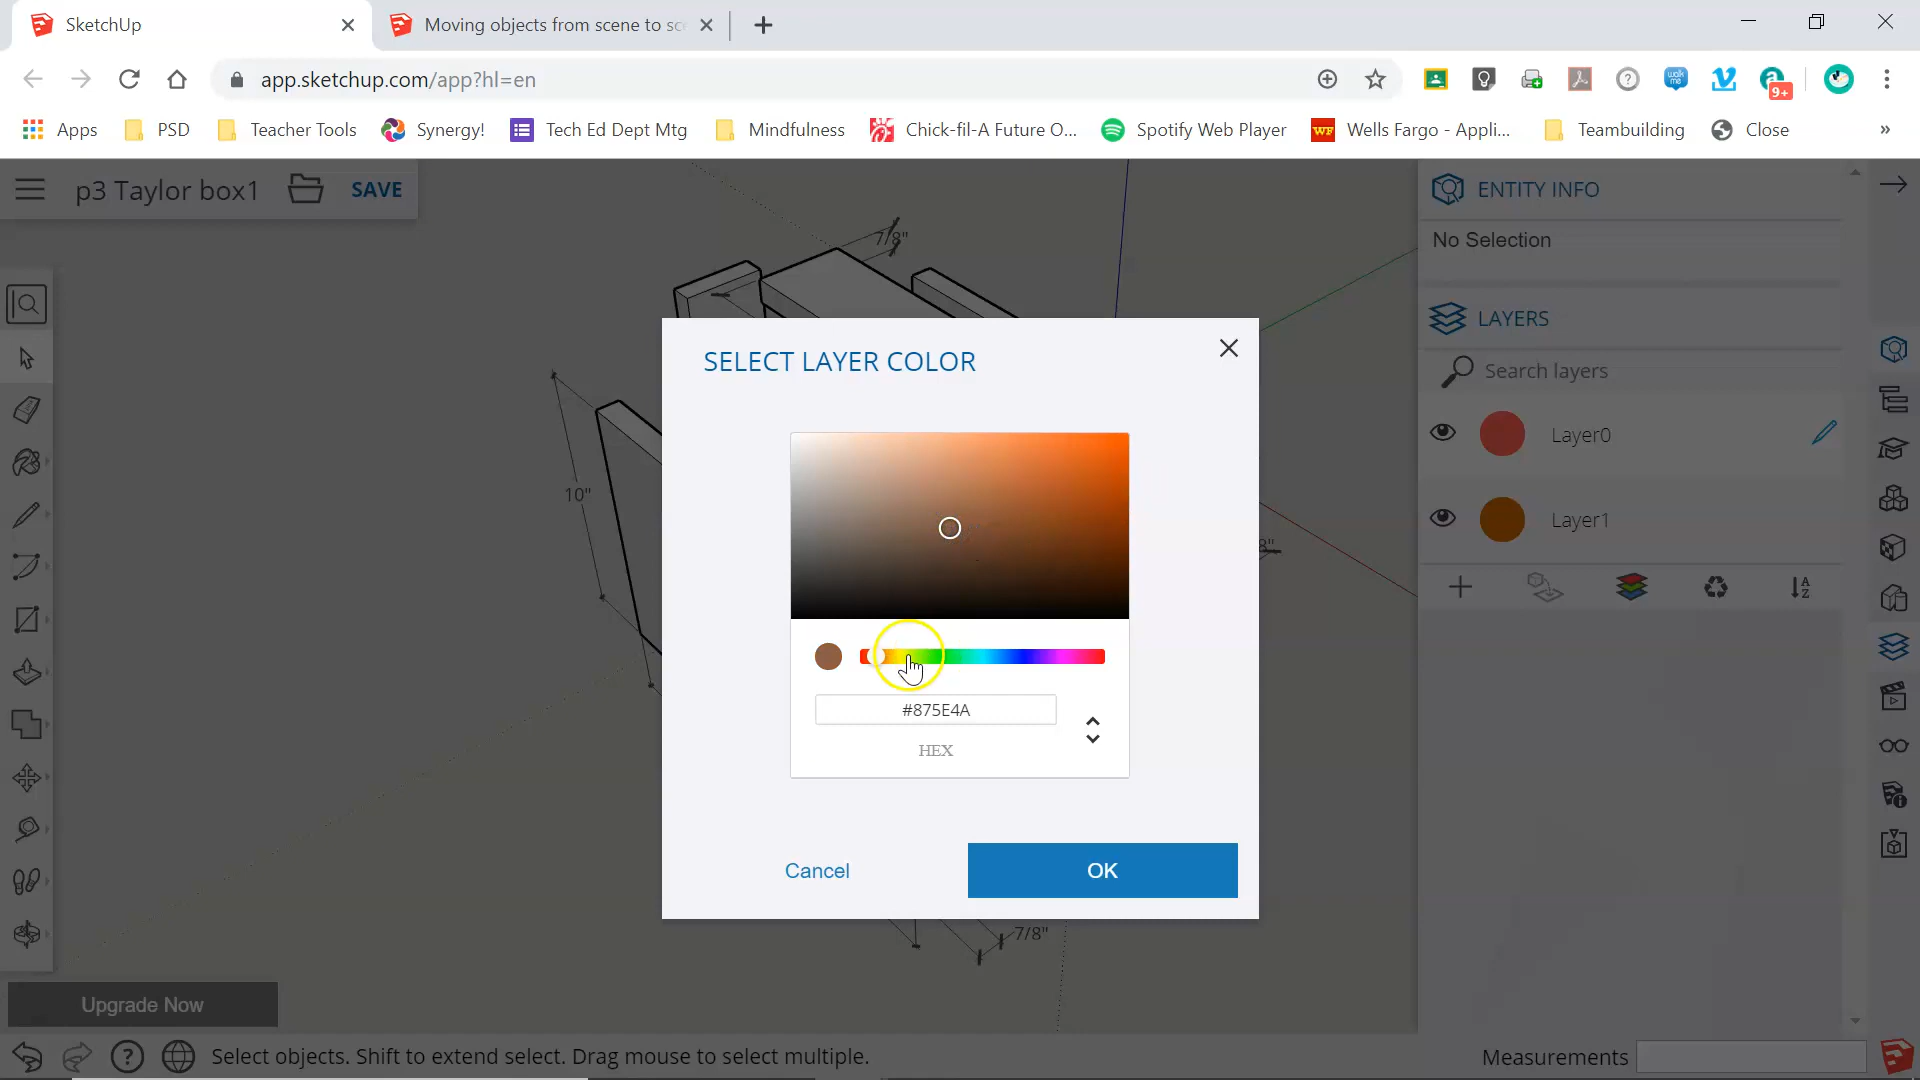 SketchUp
Moving objects from scene to sc
app.sketchup.com/app?hl=en
9+
Apps PSD Teacher Tools Synergy! Tech Ed Dept Mtg Mindfulness Chick-fil-A Future O... Spotify Web Player WF Wells Fargo - Appli... Teambuilding Close »
p3 Taylor box1 SAVE
ENTITY INFO
No Selection
7/8"
LAYERS
Search layers
SELECT LAYER COLOR
Layer0
10"
Layer1
8"
A
Z
#875E4A
HEX
Cancel OK
7/8"
Upgrade Now
Select objects. Shift to extend select. Drag mouse to select multiple.
Measurements